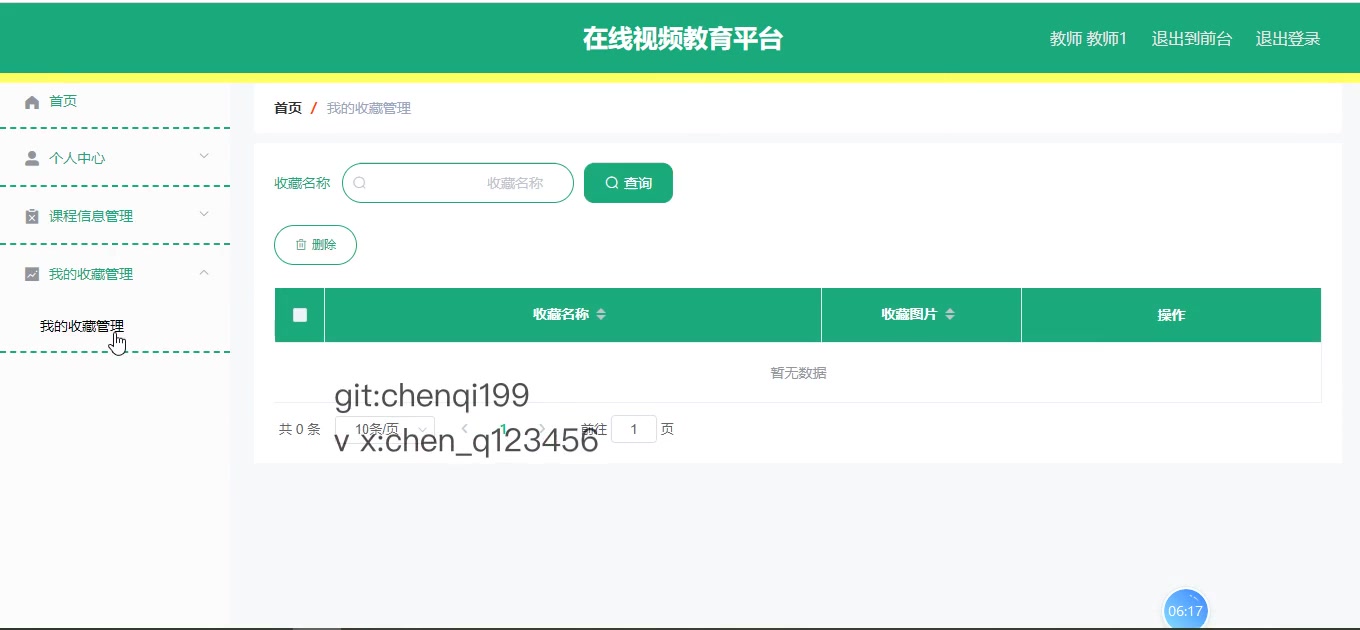 在线视频教育平台
教师 教师1 退出到前台 退出登录
首页
个人中心
课程信息管理
我的收藏管理
我的收藏管理
首页 / 我的收藏管理
收藏名称 收藏名称 查询
删除
收藏名称 收藏图片 操作
暂无数据
git:chenqi199
共 0 条 10条/页 1 前往 1 页
v x:chen_q123456
06:17